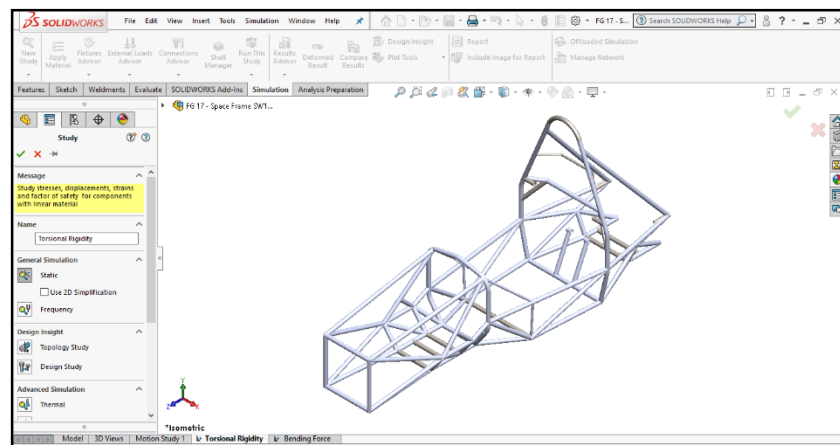 SOLIDWORKS File Edit View Insert Tools Simulation Window Help FG 17 - S... Search SOLIDWORKS Help
New Study
Apply Material
Fixtures Advisor
External Loads Advisor
Connections Advisor
Shell Manager
Run This Study
Results Advisor
Deformed Result
Compare Results
Design Insight
Plot Tools
Report
Include Image for Report
Offloaded Simulation
Manage Network
Features Sketch Weldments Evaluate SOLIDWORKS Add-Ins Simulation Analysis Preparation
FG 17 - Space Frame SW1...
Study
Message
Study stresses, displacements, strains
and factor of safety for components
with linear material
Name
Torsional Rigidity
General Simulation
Static
Use 2D Simplification
Frequency
Design Insight
Topology Study
Design Study
Advanced Simulation
Thermal
Y
Z
X
*Isometric
Model 3D Views Motion Study 1 Torsional Rigidity Bending Force